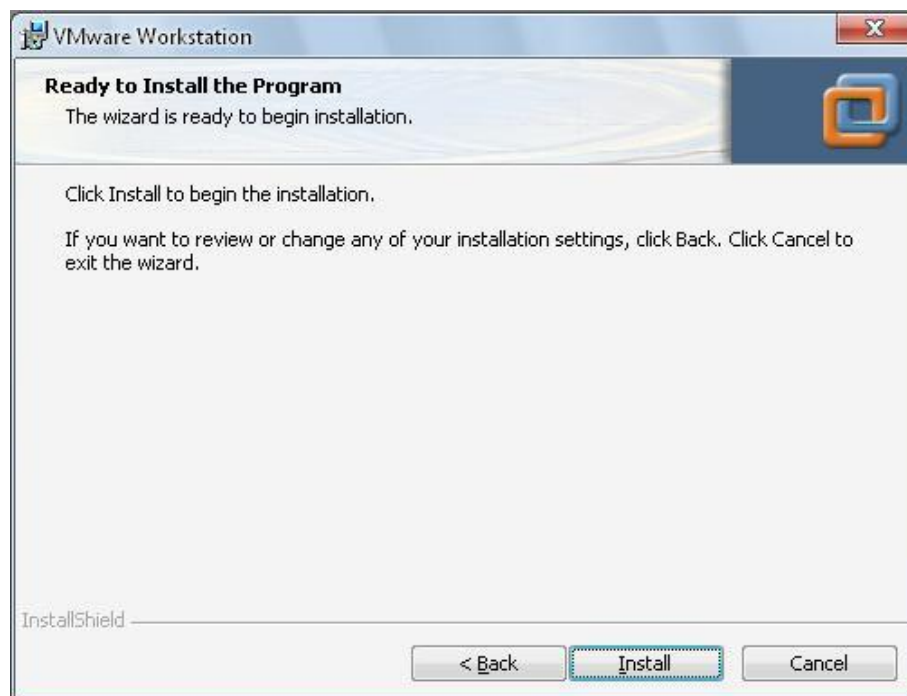 VMware Workstation
Ready to Install the Program
The wizard is ready to begin installation.
Click Install to begin the installation.
If you want to review or change any of your installation settings, click Back. Click Cancel to
exit the wizard.
InstallShield
< Back
Install
Cancel